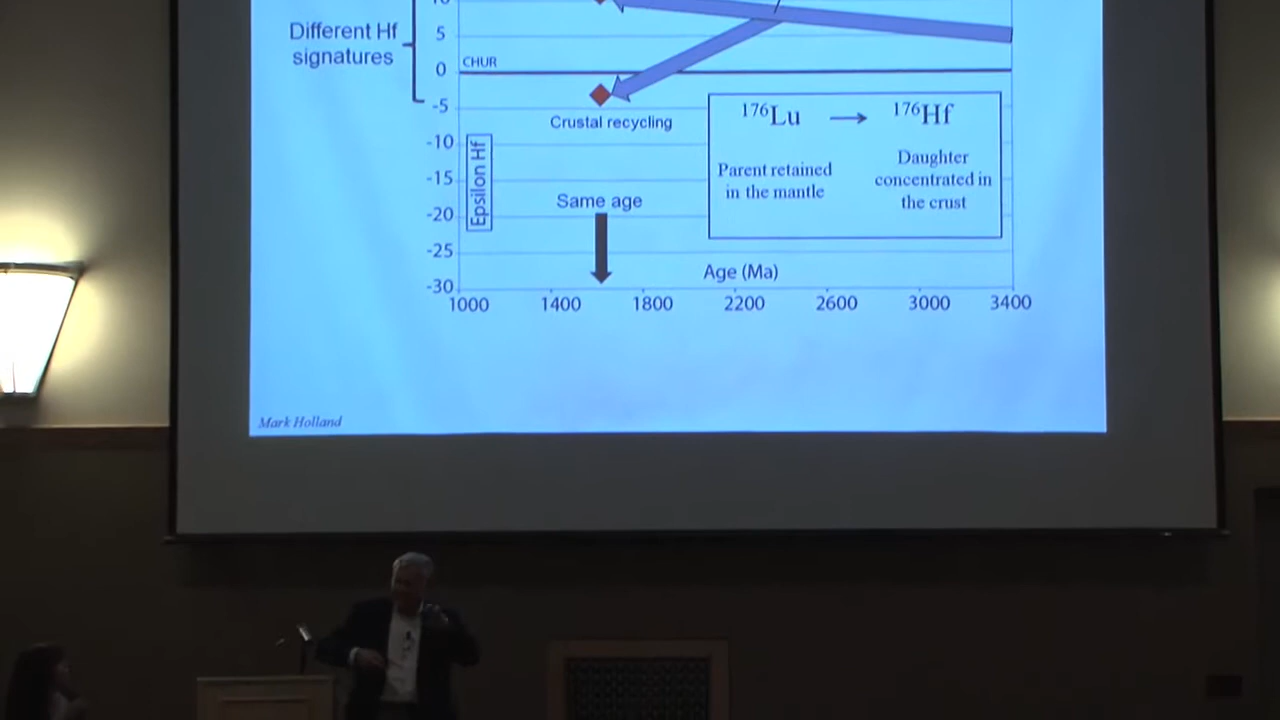 10
Different Hf
signatures
5
0
CHUR
-5
Crustal recycling
176Lu → 176Hf
Parent retained
in the mantle
Daughter
concentrated in
the crust
-10
-15
-20
-25
-30
Epsilon Hf
Same age
Age (Ma)
1000 1400 1800 2200 2600 3000 3400
Mark Holland